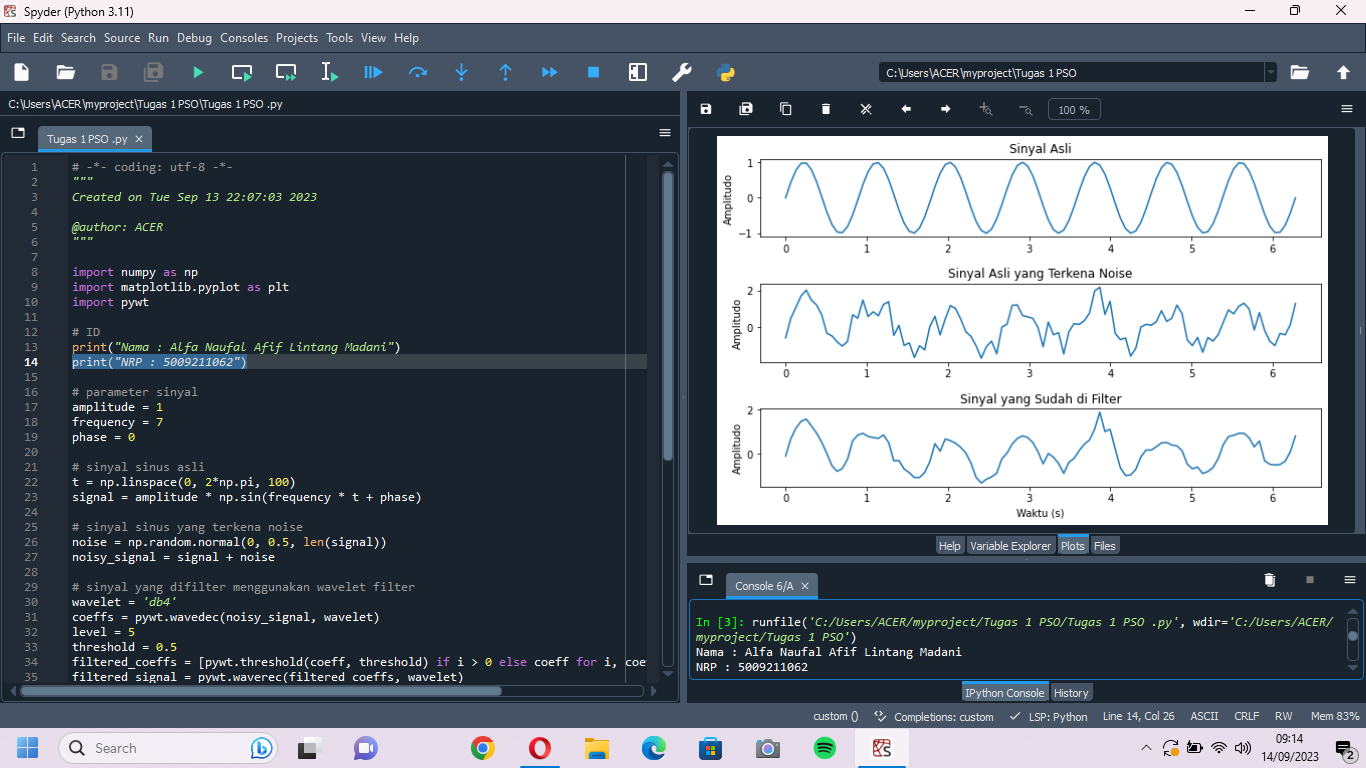 Spyder (Python 3.11)
File Edit Search Source Run Debug Consoles Projects Tools View Help
C:\Users\ACER\myproject\Tugas 1 PSO
C:\Users\ACER\myproject\Tugas 1 PSO\Tugas 1 PSO .py
Tugas 1 PSO .py
1 # -*- coding: utf-8 -*-
2 """
3 Created on Tue Sep 13 22:07:03 2023
4
5 @author: ACER
6 """
7
8 import numpy as np
9 import matplotlib.pyplot as plt
10 import pywt
11
12 # ID
13 print("Nama : Alfa Naufal Afif Lintang Madani")
14 print("NRP : 5009211062")
15
16 # parameter sinyal
17 amplitude = 1
18 frequency = 7
19 phase = 0
20
21 # sinyal sinus asli
22 t = np.linspace(0, 2*np.pi, 100)
23 signal = amplitude * np.sin(frequency * t + phase)
24
25 # sinyal sinus yang terkena noise
26 noise = np.random.normal(0, 0.5, len(signal))
27 noisy_signal = signal + noise
28
29 # sinyal yang difilter menggunakan wavelet filter
30 wavelet = 'db4'
31 coeffs = pywt.wavedec(noisy_signal, wavelet)
32 level = 5
33 threshold = 0.5
34 filtered_coeffs = [pywt.threshold(coeff, threshold) if i > 0 else coeff for i, coe
35 filtered_signal = pywt.waverec(filtered_coeffs, wavelet)
100 %
Sinyal Asli
Amplitudo
1
0
−1
0 1 2 3 4 5 6
Sinyal Asli yang Terkena Noise
Amplitudo
2
0
0 1 2 3 4 5 6
Sinyal yang Sudah di Filter
Amplitudo
2
0
0 1 2 3 4 5 6
Waktu (s)
Help Variable Explorer Plots Files
Console 6/A
In [3]: runfile('C:/Users/ACER/myproject/Tugas 1 PSO/Tugas 1 PSO .py', wdir='C:/Users/ACER/
myproject/Tugas 1 PSO')
Nama : Alfa Naufal Afif Lintang Madani
NRP : 5009211062
IPython Console History
custom () Completions: custom LSP: Python Line 14, Col 26 ASCII CRLF RW Mem 83%
Search
09:14
14/09/2023
2